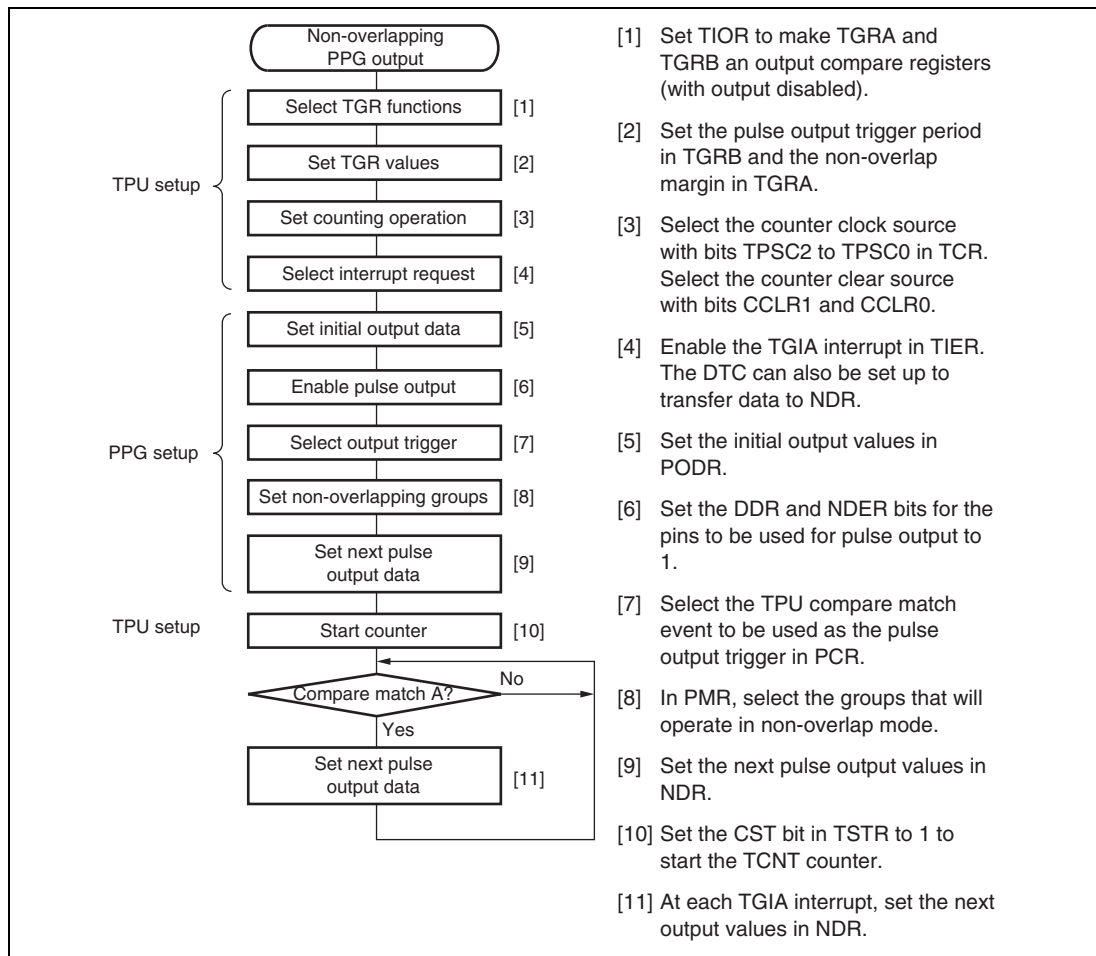 Non-overlapping
PPG output
TPU setup
Select TGR functions [1]
Set TGR values [2]
Set counting operation [3]
Select interrupt request [4]
PPG setup
Set initial output data [5]
Enable pulse output [6]
Select output trigger [7]
Set non-overlapping groups [8]
Set next pulse
output data [9]
TPU setup
Start counter [10]
Compare match A?
No
Yes
Set next pulse
output data [11]
[1] Set TIOR to make TGRA and
TGRB an output compare registers
(with output disabled).
[2] Set the pulse output trigger period
in TGRB and the non-overlap
margin in TGRA.
[3] Select the counter clock source
with bits TPSC2 to TPSC0 in TCR.
Select the counter clear source
with bits CCLR1 and CCLR0.
[4] Enable the TGIA interrupt in TIER.
The DTC can also be set up to
transfer data to NDR.
[5] Set the initial output values in
PODR.
[6] Set the DDR and NDER bits for the
pins to be used for pulse output to
1.
[7] Select the TPU compare match
event to be used as the pulse
output trigger in PCR.
[8] In PMR, select the groups that will
operate in non-overlap mode.
[9] Set the next pulse output values in
NDR.
[10] Set the CST bit in TSTR to 1 to
start the TCNT counter.
[11] At each TGIA interrupt, set the next
output values in NDR.